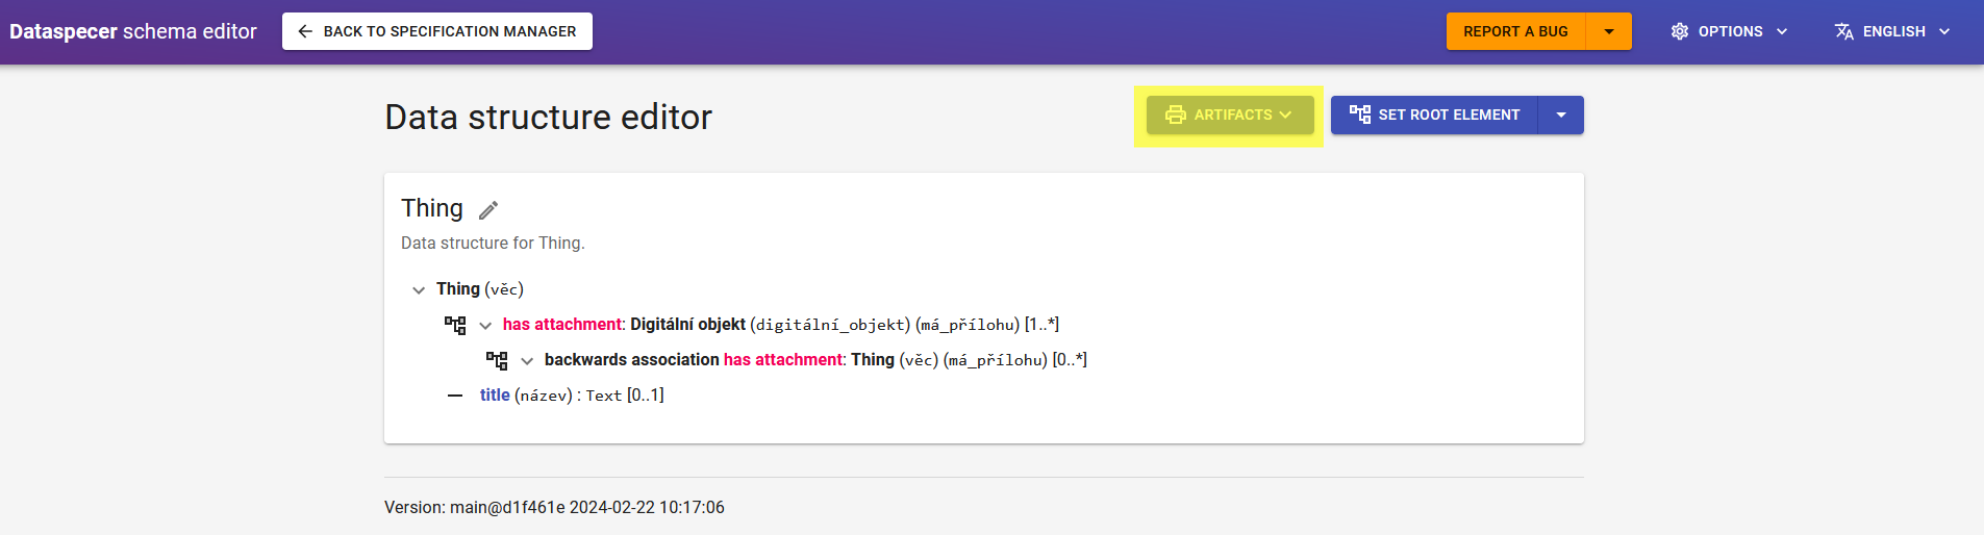 Dataspecer schema editor BACK TO SPECIFICATION MANAGER REPORT A BUG OPTIONS ENGLISH
Data structure editor ARTIFACTS SET ROOT ELEMENT
Thing
Data structure for Thing.
Thing (věc)
has attachment: Digitální objekt (digitální_objekt) (má_přílohu) [1..*]
backwards association has attachment: Thing (věc) (má_přílohu) [0..*]
title (název) : Text [0..1]
Version: main@d1f461e 2024-02-22 10:17:06